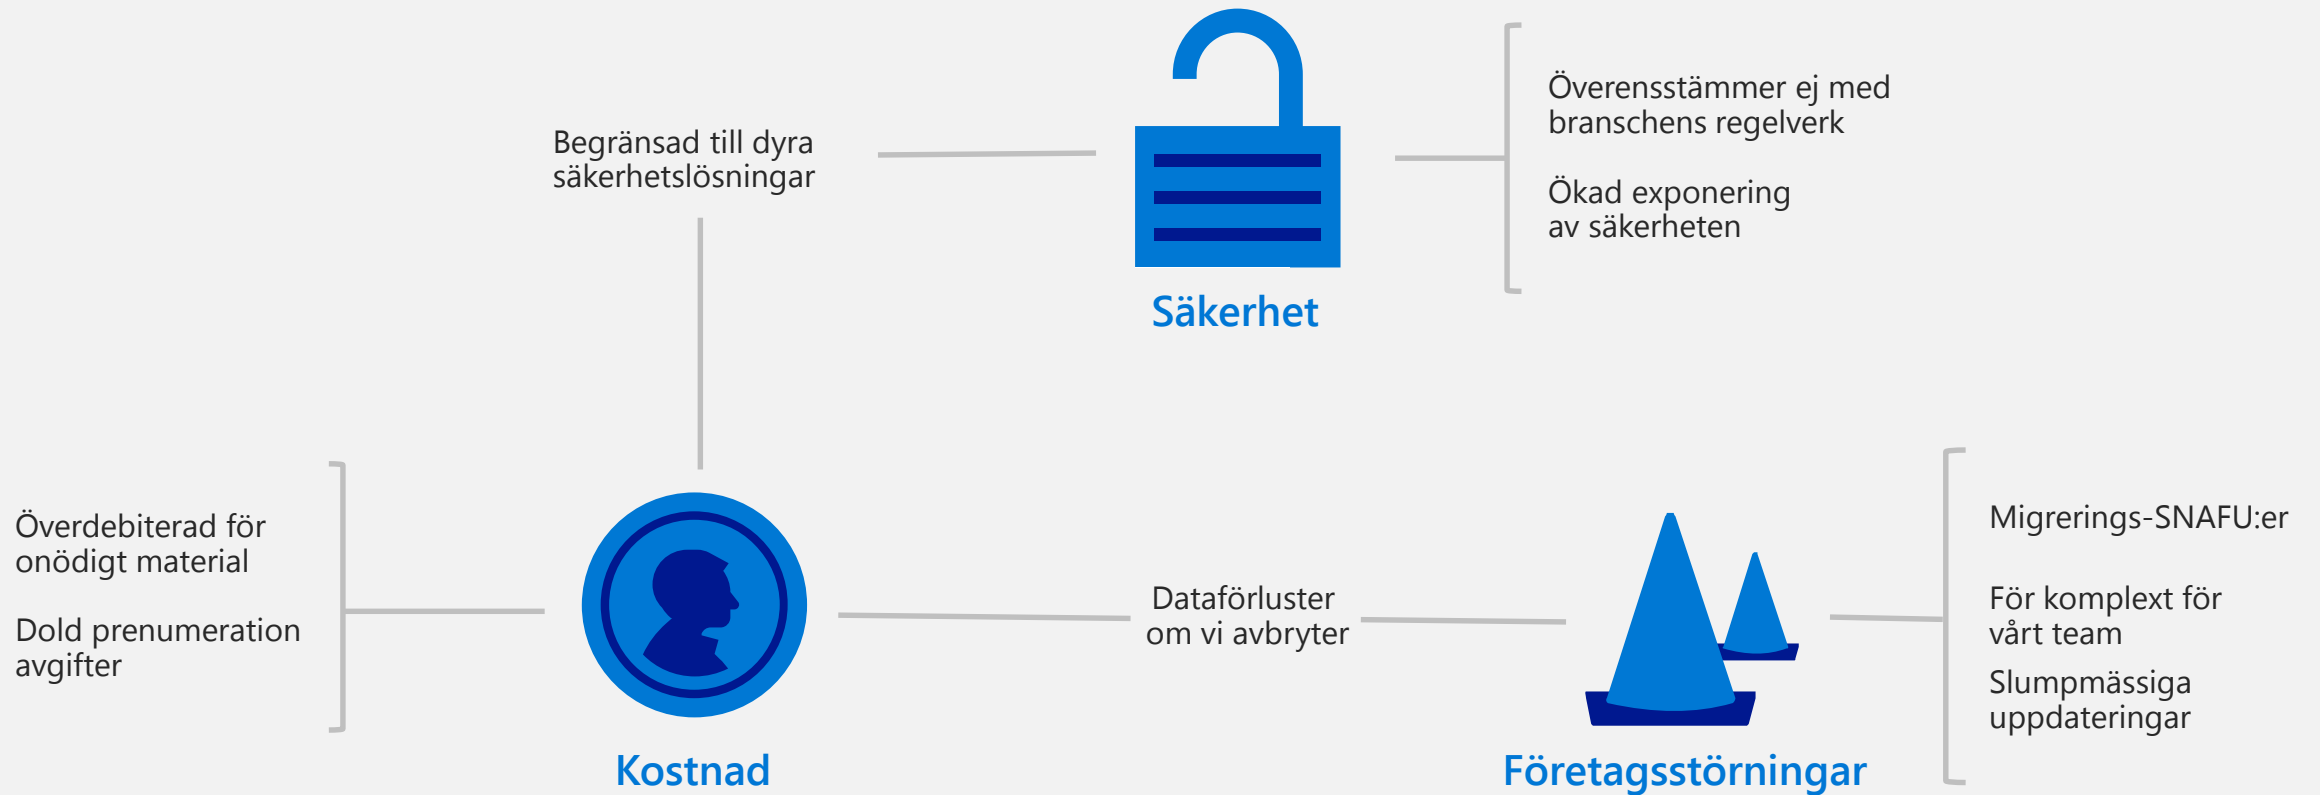 Begränsad till dyra
säkerhetslösningar
Säkerhet
Överensstämmer ej med
branschens regelverk
Ökad exponering
av säkerheten
Överdebiterad för
onödigt material
Dold prenumeration
avgifter
Kostnad
Dataförluster
om vi avbryter
Företagsstörningar
Migrerings-SNAFU:er
För komplext för
vårt team
Slumpmässiga
uppdateringar